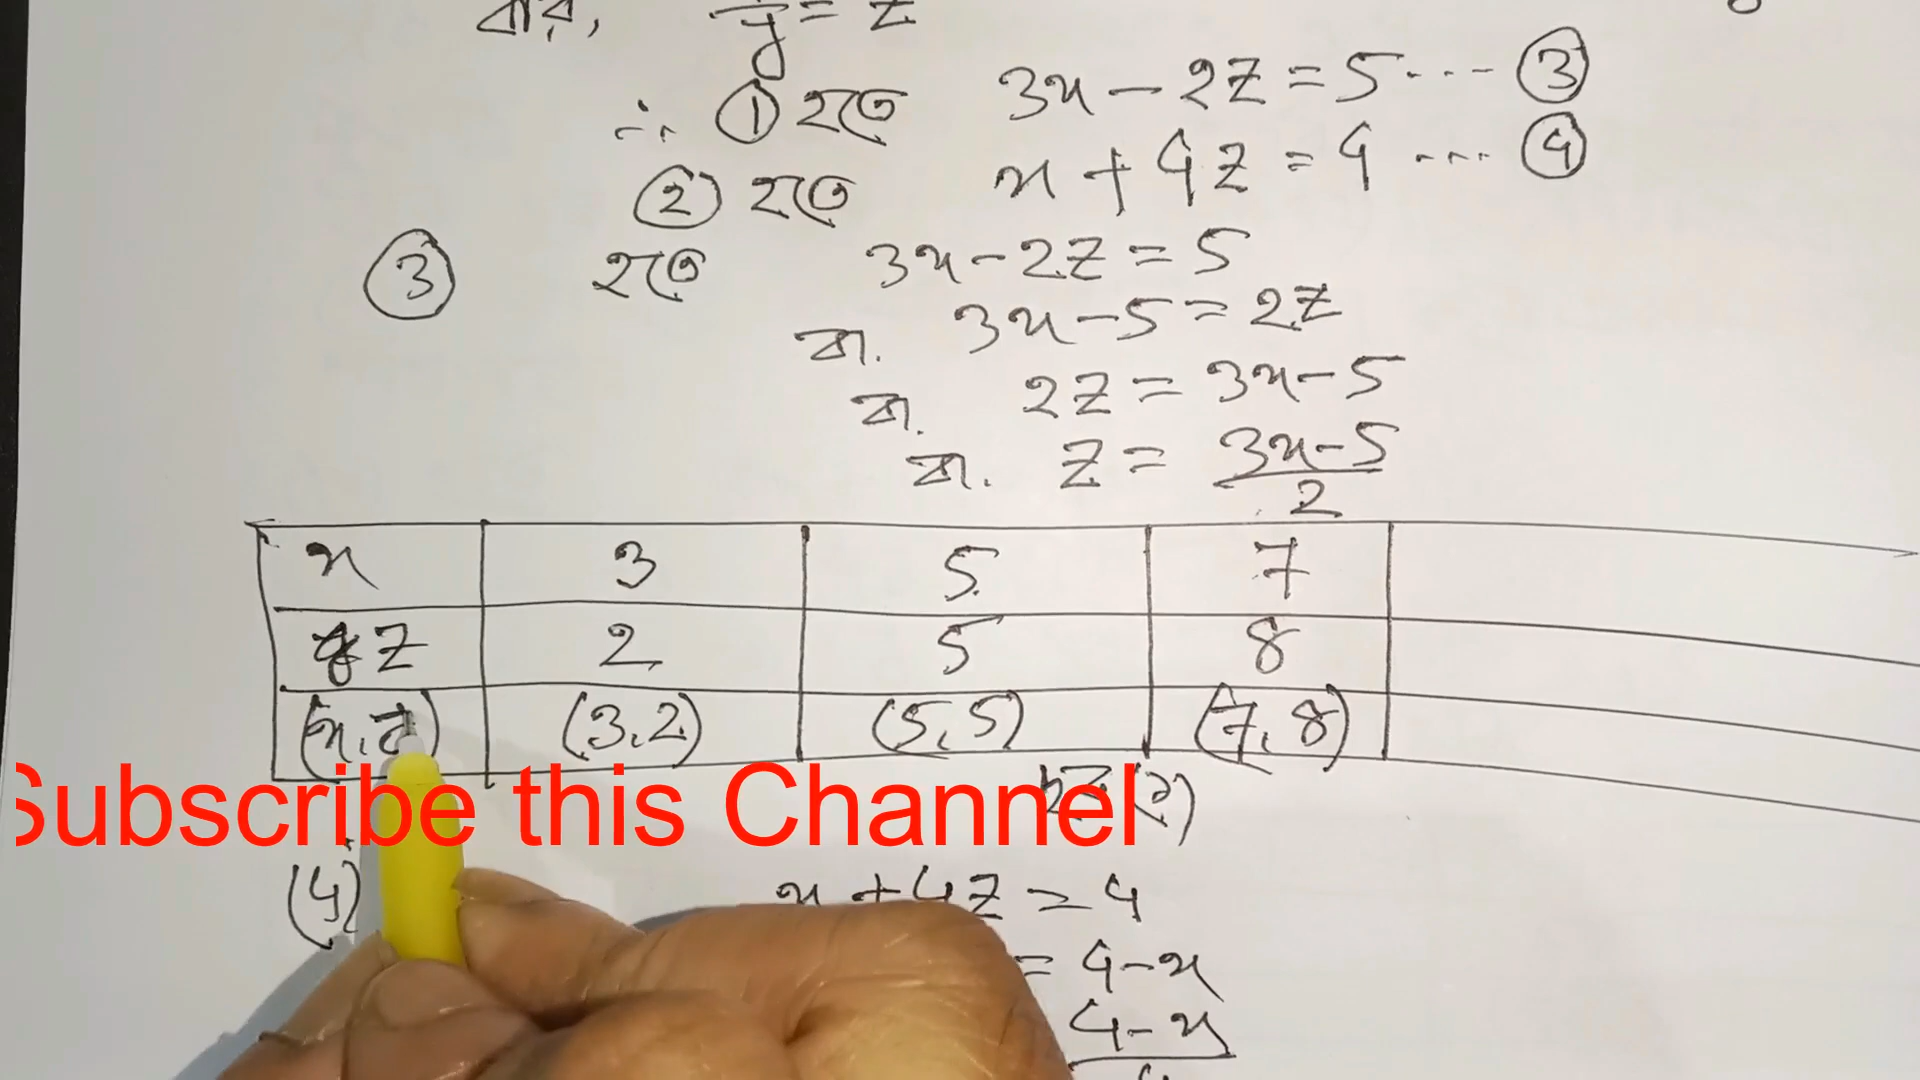 ধরি, 1/y = z
∴ ① হতে 3x - 2z = 5 ... ③
② হতে x + 4z = 4 ... ④
③ হতে 3x - 2z = 5
বা. 3x - 5 = 2z
বা. 2z = 3x - 5
বা. z = (3x - 5)/2
x 3 5 7
z 2 5 8
(x, z) (3, 2) (5, 5) (7, 8)
Subscribe this Channel
(4) x + 4z = 4
= 4 - x
4 - x